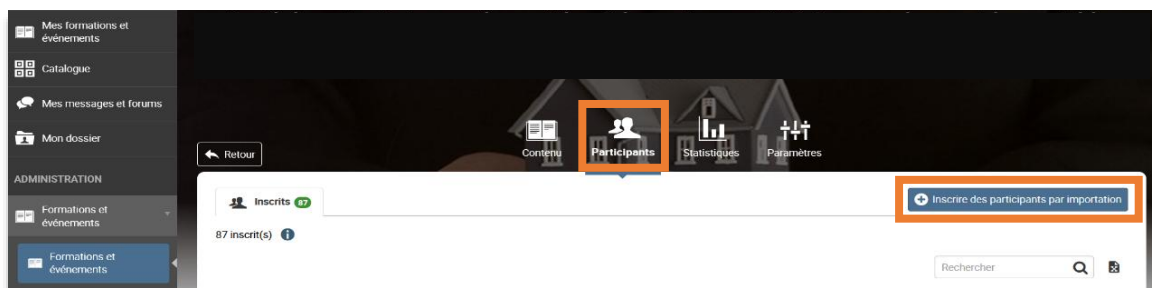 Mes formations et
événements
Catalogue
Mes messages et forums
Mon dossier
ADMINISTRATION
Formations et
événements
Formations et
événements
Retour
Contenu
Participants
Statistiques
Paramètres
Inscrits 87
Inscrire des participants par importation
87 inscrit(s)
Rechercher